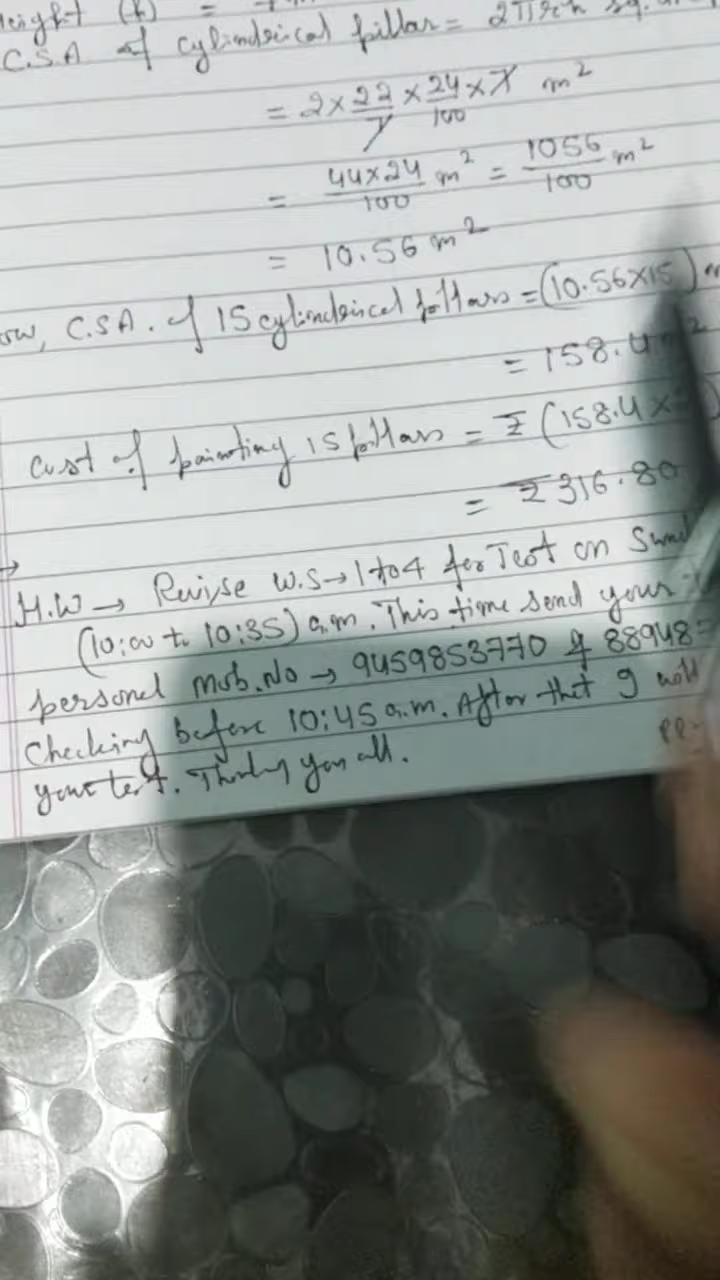 Height (h) =
C.S.A of cylindrical pillar = 2πrh sq.
= 2 × 22/7 × 24/100 × 7 m²
= 44×24/100 m² = 1056/100 m²
= 10.56 m²
Now, C.S.A. of 15 cylindrical pillars = (10.56×15)
= 158.4
Cost of painting 15 pillars = ₹ (158.4 ×
= ₹ 316.80
H.W → Revise W.S → 1 to 4 for Test on
(10:00 to 10:35) a.m. This time send your
personal Mob. No → 9459853770 & 88948
Checking before 10:45 a.m. After that I
your test. Thank you all.